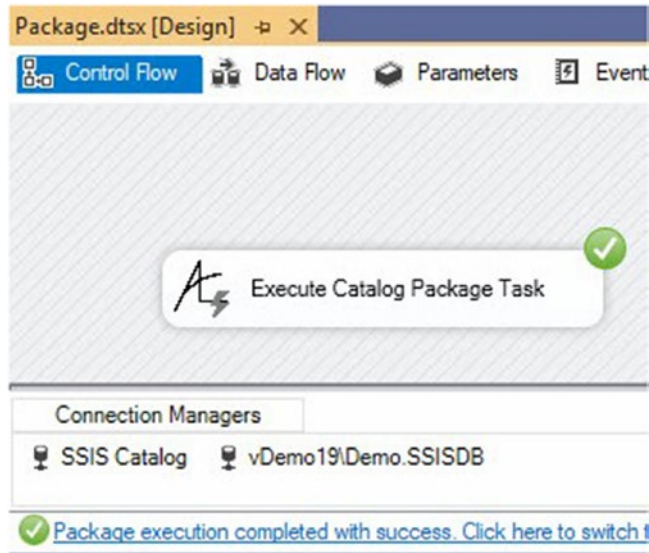 Package.dtsx [Design]
Control Flow Data Flow Parameters Event
Execute Catalog Package Task
Connection Managers
SSIS Catalog vDemo19\Demo.SSISDB
Package execution completed with success. Click here to switch t